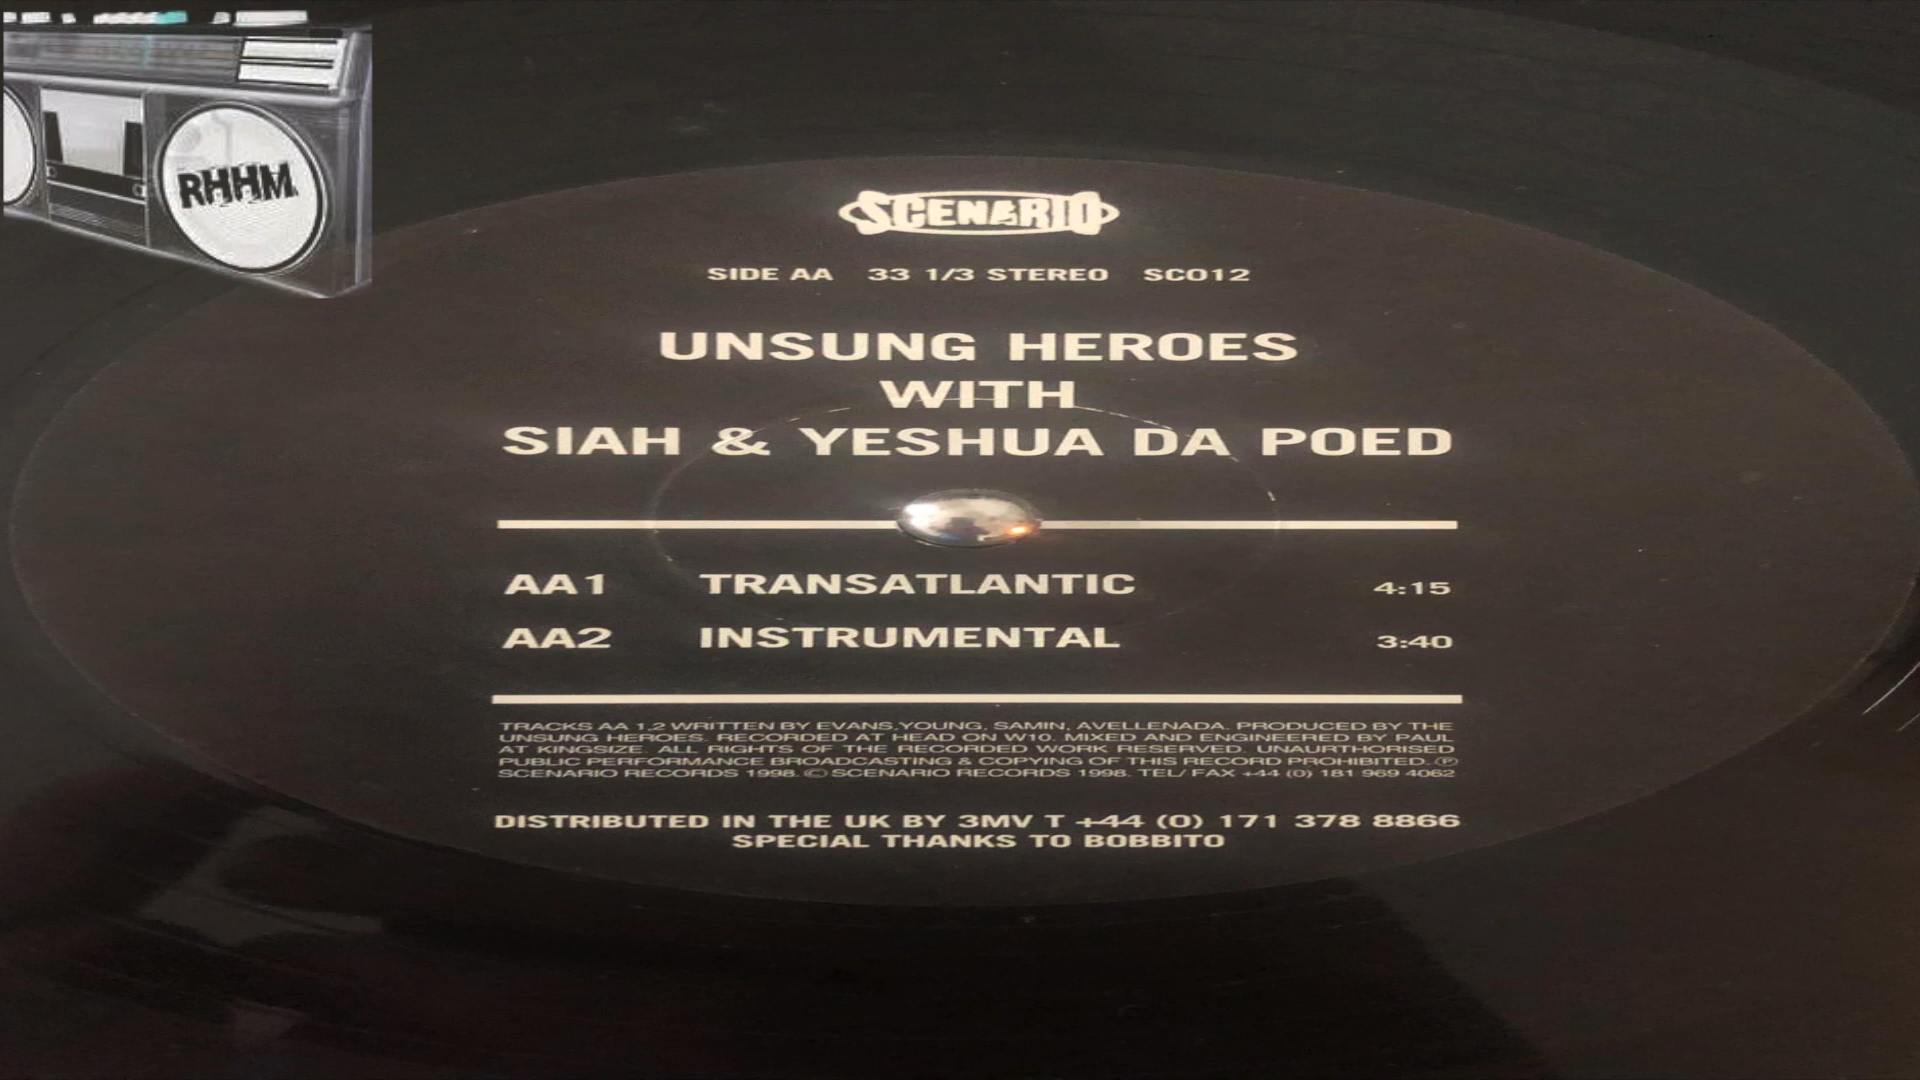 RHHM
SCENARIO
SIDE AA 33 1/3 STEREO SC012
UNSUNG HEROES
WITH
SIAH & YESHUA DA POED
AA1 TRANSATLANTIC 4:15
AA2 INSTRUMENTAL 3:40
TRACKS AA 1,2 WRITTEN BY EVANS.YOUNG, SAMIN, AVELLENADA. PRODUCED BY THE
UNSUNG HEROES. RECORDED AT HEAD ON W10. MIXED AND ENGINEERED BY PAUL
AT KINGSIZE. ALL RIGHTS OF THE RECORDED WORK RESERVED. UNAURTHORISED
PUBLIC PERFORMANCE BROADCASTING & COPYING OF THIS RECORD PROHIBITED. ℗
SCENARIO RECORDS 1998. © SCENARIO RECORDS 1998. TEL/ FAX +44 (0) 181 969 4062
DISTRIBUTED IN THE UK BY 3MV T +44 (0) 171 378 8866
SPECIAL THANKS TO BOBBITO